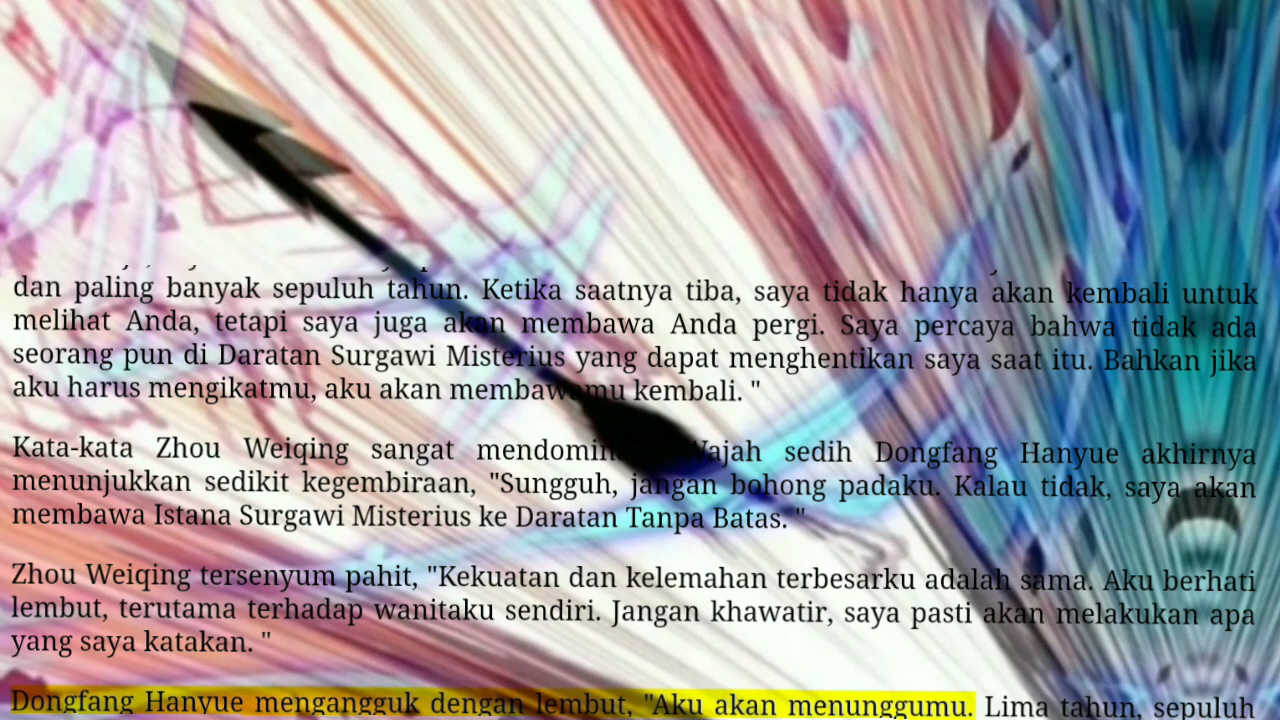 dan paling banyak sepuluh tahun. Ketika saatnya tiba, saya tidak hanya akan kembali untuk
melihat Anda, tetapi saya juga akan membawa Anda pergi. Saya percaya bahwa tidak ada
seorang pun di Daratan Surgawi Misterius yang dapat menghentikan saya saat itu. Bahkan jika
aku harus mengikatmu, aku akan membawamu kembali. "
Kata-kata Zhou Weiqing sangat Wajah sedih Dongfang Hanyue akhirnya
menunjukkan sedikit kegembiraan, "Sungguh, jangan bohong padaku. Kalau tidak, saya akan
membawa Istana Surgawi Misterius ke Daratan Tanpa Batas. "
Zhou Weiqing tersenyum pahit, "Kekuatan dan kelemahan terbesarku adalah sama. Aku berhati
lembut, terutama terhadap wanitaku sendiri. Jangan khawatir, saya pasti akan melakukan apa
yang saya katakan. "
Dongfang Hanyue mengangguk dengan lembut, "Aku akan menunggumu. Lima tahun, sepuluh